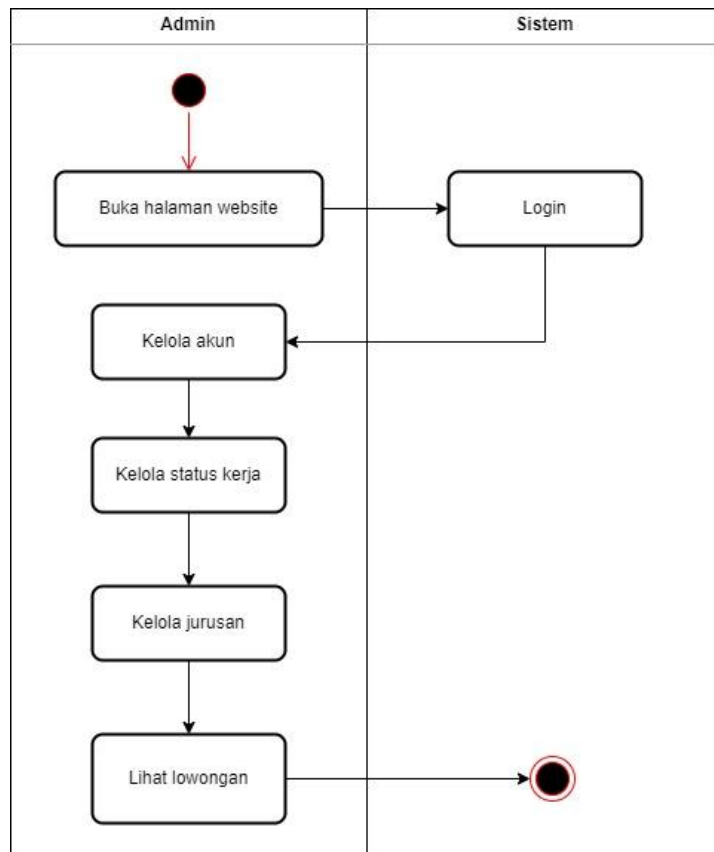 Admin
Sistem
Buka halaman website
Login
Kelola akun
Kelola status kerja
Kelola jurusan
Lihat lowongan